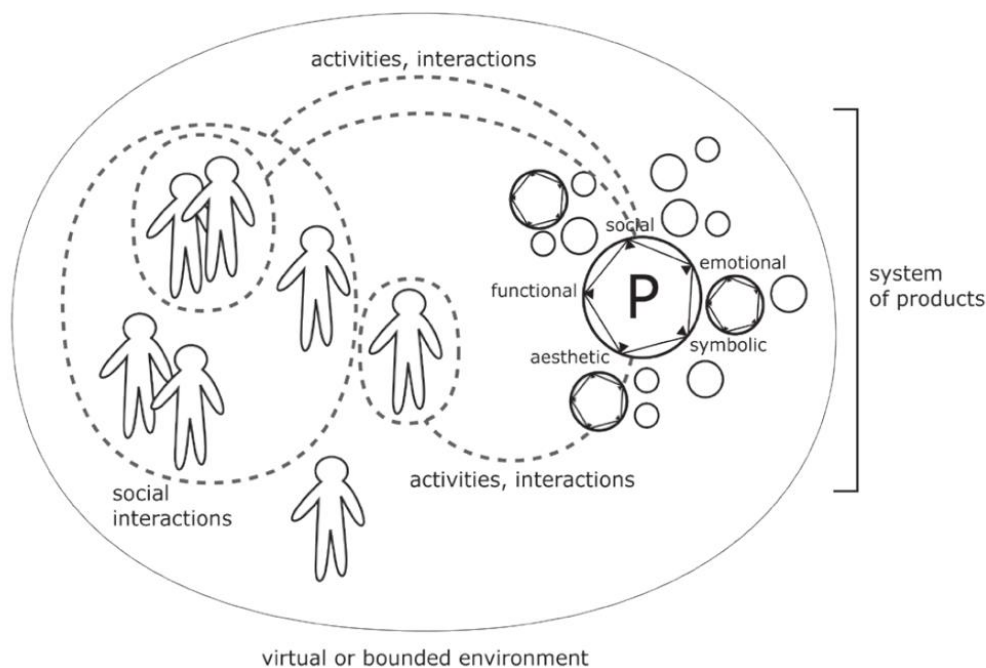 activities, interactions
social
emotional
functional
P
system
of products
aesthetic
symbolic
activities, interactions
social
interactions
virtual or bounded environment